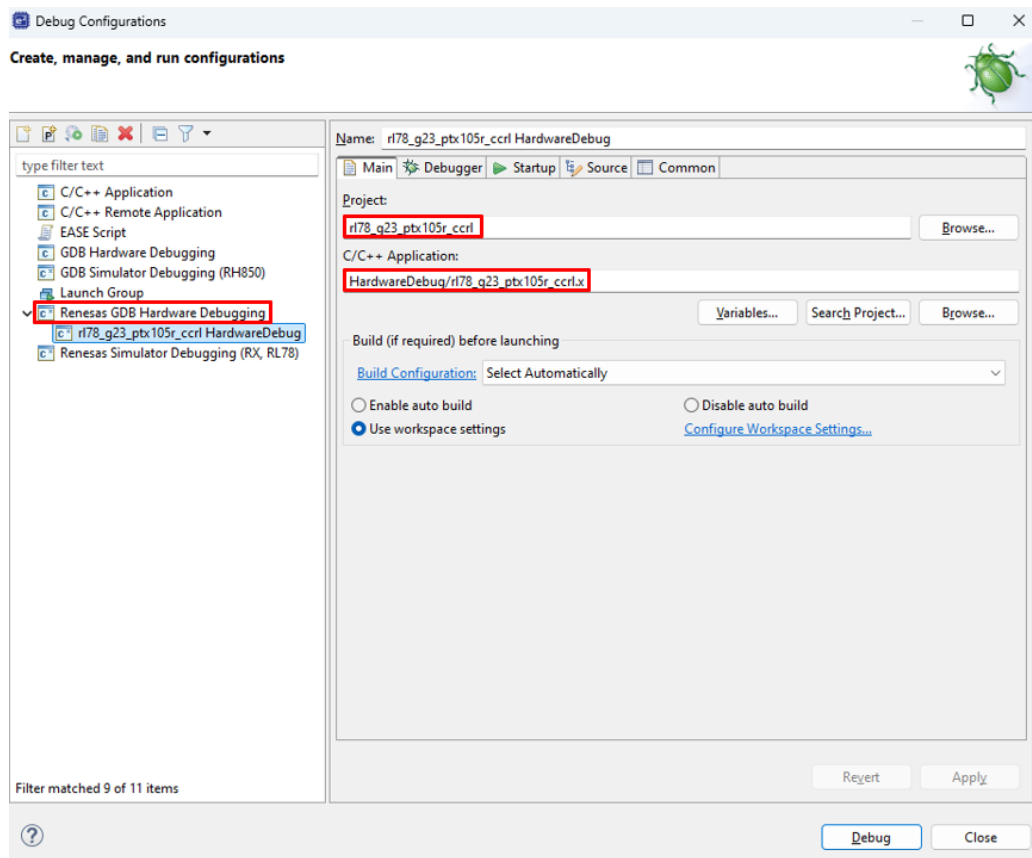 Debug Configurations
Create, manage, and run configurations
type filter text
C/C++ Application
C/C++ Remote Application
EASE Script
GDB Hardware Debugging
GDB Simulator Debugging (RH850)
Launch Group
Renesas GDB Hardware Debugging
rl78_g23_ptx105r_ccrl HardwareDebug
Renesas Simulator Debugging (RX, RL78)
Filter matched 9 of 11 items
Name: rl78_g23_ptx105r_ccrl HardwareDebug
Main Debugger Startup Source Common
Project:
rl78_g23_ptx105r_ccrl
Browse...
C/C++ Application:
HardwareDebug/rl78_g23_ptx105r_ccrl.x
Variables... Search Project... Browse...
Build (if required) before launching
Build Configuration: Select Automatically
Enable auto build Disable auto build
Use workspace settings Configure Workspace Settings...
Revert Apply
? Debug Close